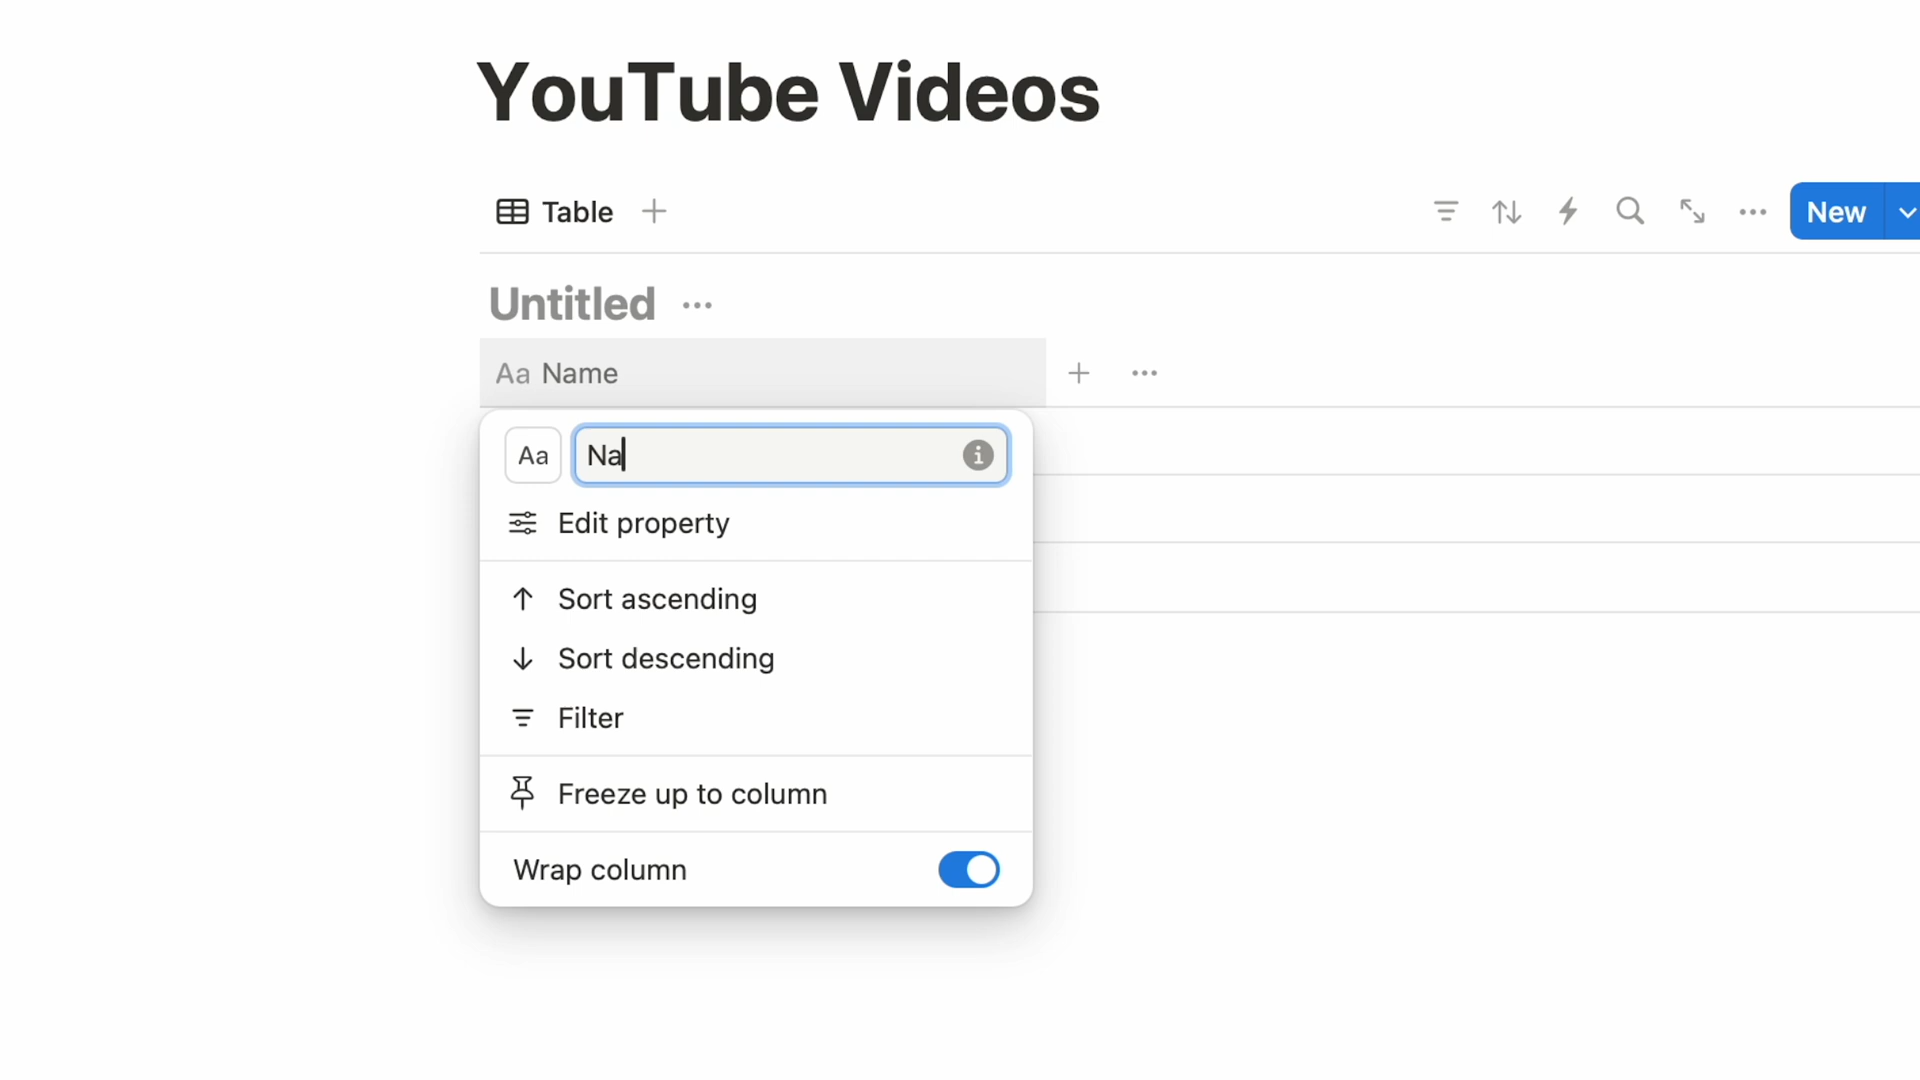 YouTube Videos
Table
New
Untitled
Aa Name
Aa Na
Edit property
Sort ascending
Sort descending
Filter
Freeze up to column
Wrap column